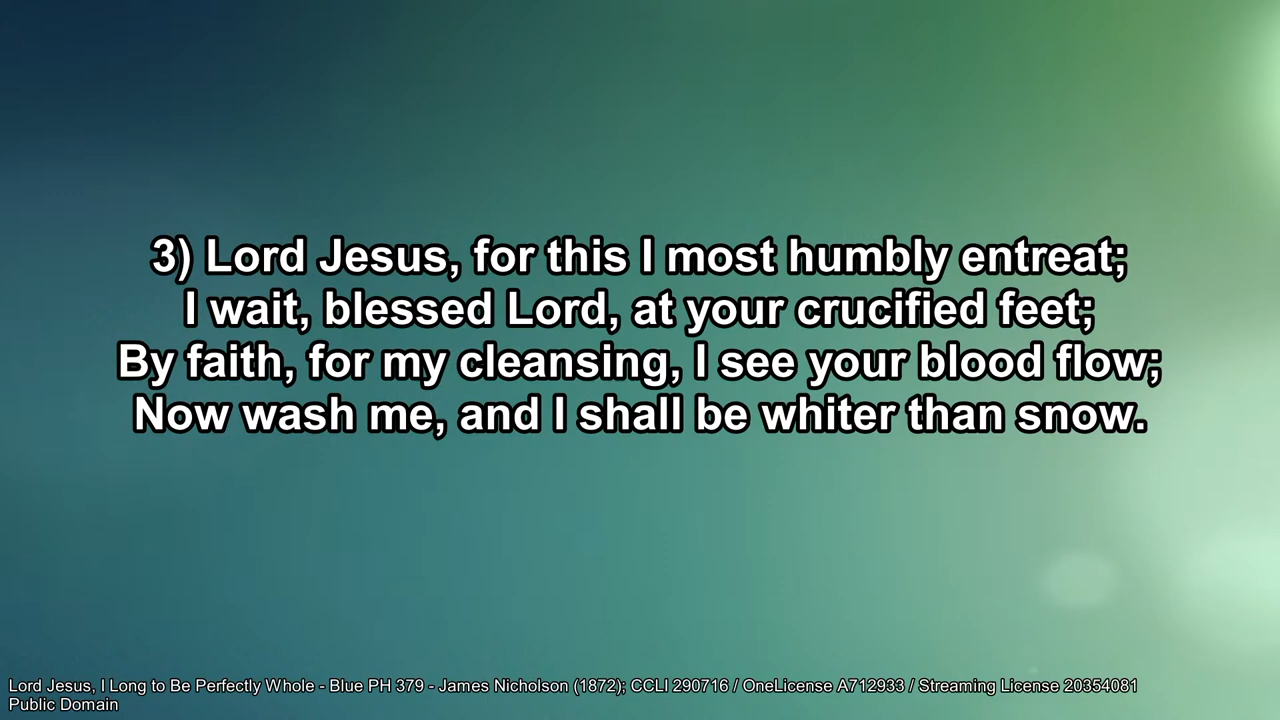 3) Lord Jesus, for this I most humbly entreat;
I wait, blessed Lord, at your crucified feet;
By faith, for my cleansing, I see your blood flow;
Now wash me, and I shall be whiter than snow.
Lord Jesus, I Long to Be Perfectly Whole - Blue PH 379 - James Nicholson (1872); CCLI 290716 / OneLicense A712933 / Streaming License 20354081
Public Domain